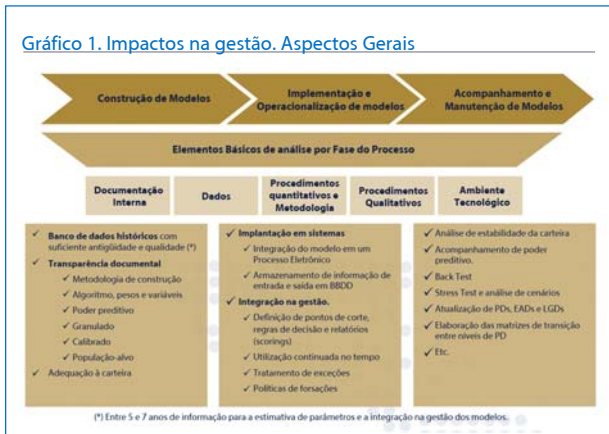 Gráfico 1. Impactos na gestão. Aspectos Gerais
Construção de Modelos
Implementação e
Operacionalização de modelos
Acompanhamento e
Manutenção de Modelos
Elementos Básicos de análise por Fase do Processo
Documentação
Interna
Dados
Procedimentos
quantitativos e
Metodologia
Procedimentos
Qualitativos
Ambiente
Tecnológico
✓ Banco de dados históricos com
suficiente antigüidade e qualidade (*)
✓ Transparência documental
✓ Metodologia de construção
✓ Algoritmo, pesos e variáveis
✓ Poder preditivo
✓ Granulado
✓ Calibrado
✓ População-alvo
✓ Adequação à carteira
✓ Implantação em sistemas
✓ Integração do modelo em um
Processo Eletrônico
✓ Armazenamento de informação de
entrada e saída em BBDD
✓ Integração na gestão.
✓ Definição de pontos de corte,
regras de decisão e relatórios
(scorings)
✓ Utilização continuada no tempo
✓ Tratamento de exceções
✓ Políticas de forsações
✓ Análise de estabilidade da carteira
✓ Acompanhamento de poder
preditivo.
✓ Back Test
✓ Stress Test e análise de cenários
✓ Atualização de PDs, EADs e LGDs
✓ Elaboração das matrizes de transição
entre níveis de PD
✓ Etc.
(*) Entre 5 e 7 anos de informação para a estimativa de parâmetros e a integração na gestão dos modelos.